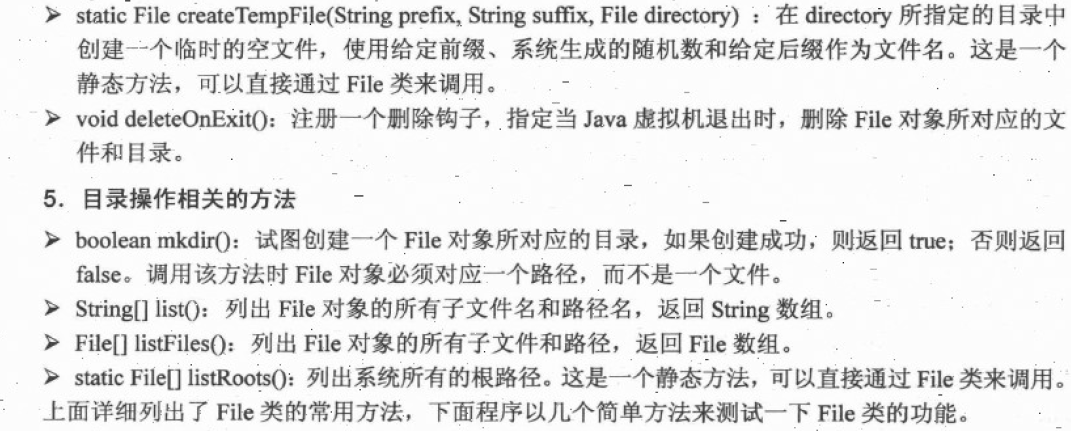 ➤ static File createTempFile(String prefix, String suffix, File directory) ：在 directory 所指定的目录中
创建一个临时的空文件，使用给定前缀、系统生成的随机数和给定后缀作为文件名。这是一个
静态方法，可以直接通过 File 类来调用。
➤ void deleteOnExit()：注册一个删除钩子，指定当 Java 虚拟机退出时，删除 File 对象所对应的文
件和目录。
5．目录操作相关的方法
➤ boolean mkdir()：试图创建一个 File 对象所对应的目录，如果创建成功，则返回 true；否则返回
false。调用该方法时 File 对象必须对应一个路径，而不是一个文件。
➤ String[] list()：列出 File 对象的所有子文件名和路径名，返回 String 数组。
➤ File[] listFiles()：列出 File 对象的所有子文件和路径，返回 File 数组。
➤ static File[] listRoots()：列出系统所有的根路径。这是一个静态方法，可以直接通过 File 类来调用。
上面详细列出了 File 类的常用方法，下面程序以几个简单方法来测试一下 File 类的功能。